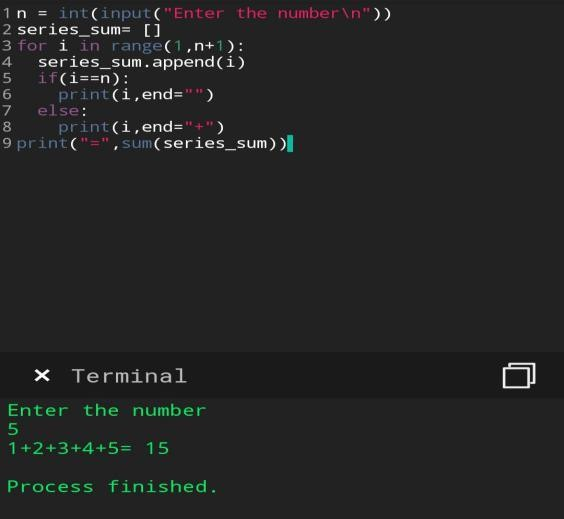 1 n = int(input("Enter the number\n"))
2 series_sum= []
3 for i in range(1,n+1):
4   series_sum.append(i)
5   if(i==n):
6     print(i,end="")
7   else:
8     print(i,end="+")
9 print("=",sum(series_sum))
× Terminal
Enter the number
5
1+2+3+4+5= 15
Process finished.